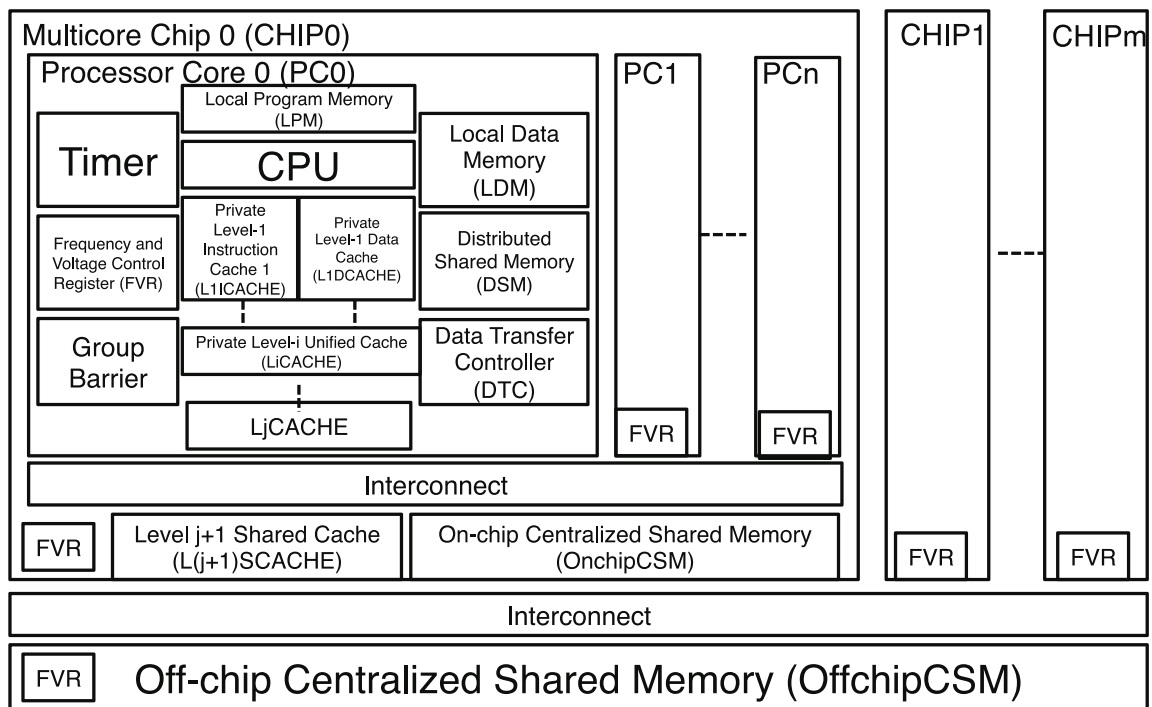 Multicore Chip 0 (CHIP0)
Processor Core 0 (PC0)
Local Program Memory
(LPM)
Timer
CPU
Local Data
Memory
(LDM)
Frequency and
Voltage Control
Register (FVR)
Private
Level-1
Instruction
Cache 1
(L1ICACHE)
Private
Level-1 Data
Cache
(L1DCACHE)
Distributed
Shared Memory
(DSM)
Group
Barrier
Private Level-i Unified Cache
(LiCACHE)
Data Transfer
Controller
(DTC)
LjCACHE
PC1
FVR
PCn
FVR
Interconnect
FVR
Level j+1 Shared Cache
(L(j+1)SCACHE)
On-chip Centralized Shared Memory
(OnchipCSM)
CHIP1
FVR
CHIPm
FVR
Interconnect
FVR
Off-chip Centralized Shared Memory (OffchipCSM)